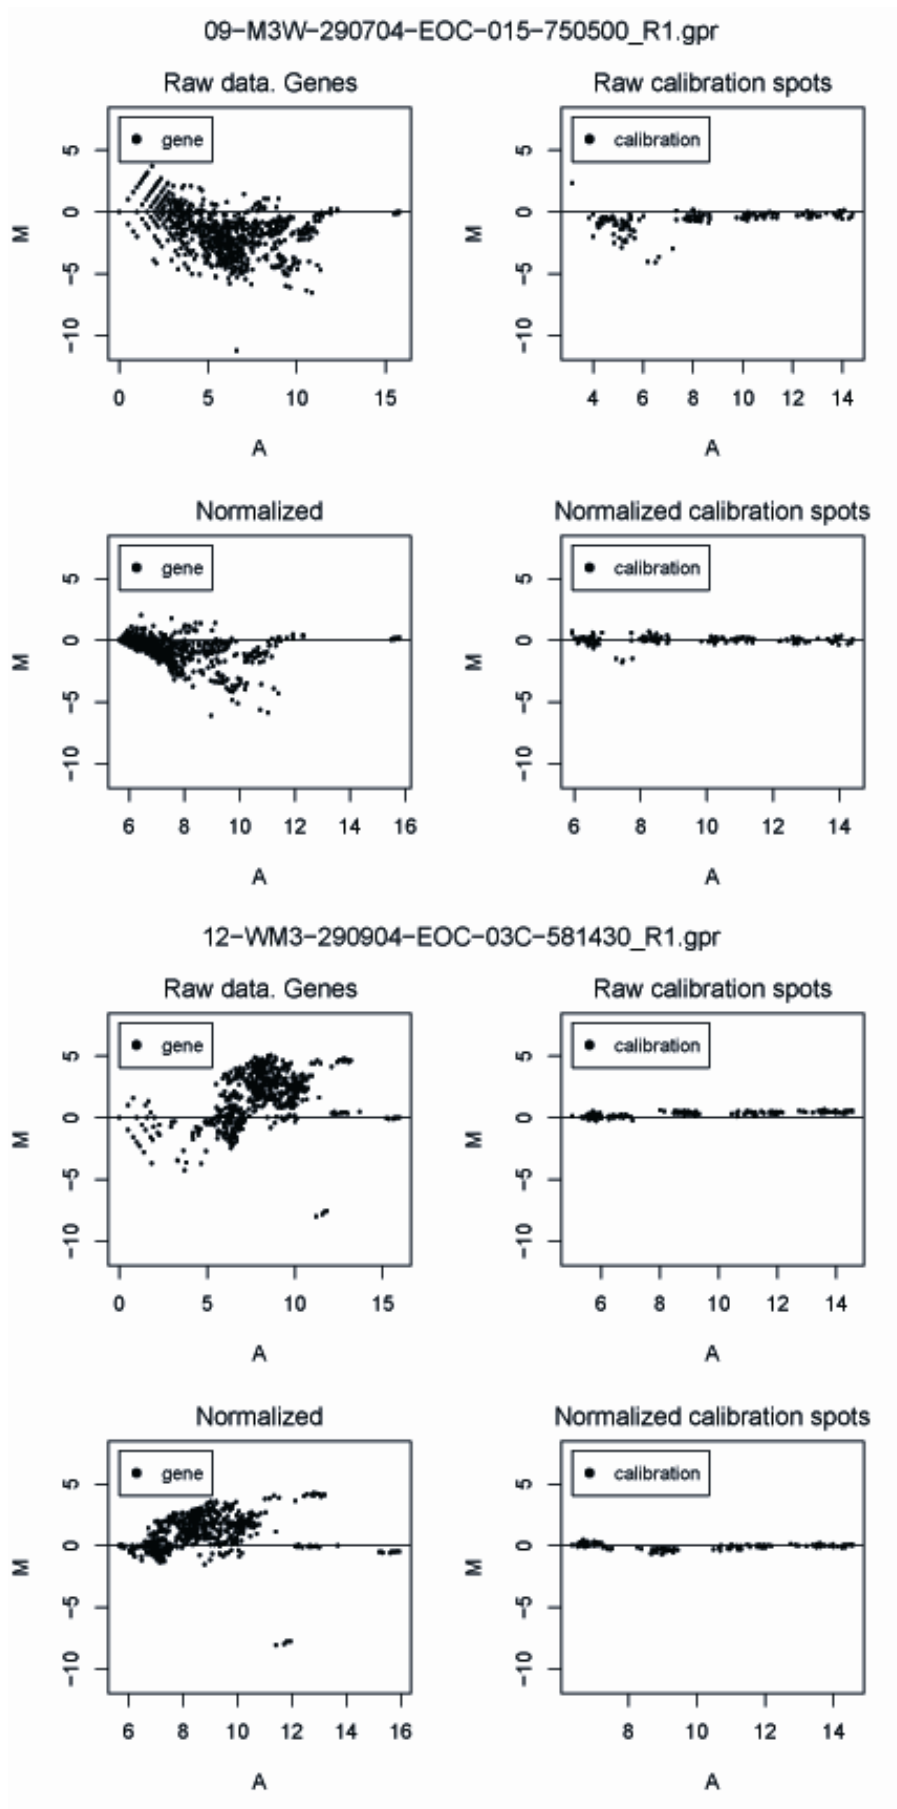 09−M3W−290704−EOC−015−750500_R1.gpr
Raw data. Genes
Raw calibration spots
gene
calibration
5
0
−5
−10
M
5
0
−5
−10
M
0 5 10 15
4 6 8 10 12 14
A
A
Normalized
Normalized calibration spots
gene
calibration
5
0
−5
−10
M
5
0
−5
−10
M
6 8 10 12 14 16
6 8 10 12 14
A
A
12−WM3−290904−EOC−03C−581430_R1.gpr
Raw data. Genes
Raw calibration spots
gene
calibration
5
0
−5
−10
M
5
0
−5
−10
M
0 5 10 15
6 8 10 12 14
A
A
Normalized
Normalized calibration spots
gene
calibration
5
0
−5
−10
M
5
0
−5
−10
M
6 8 10 12 14 16
8 10 12 14
A
A